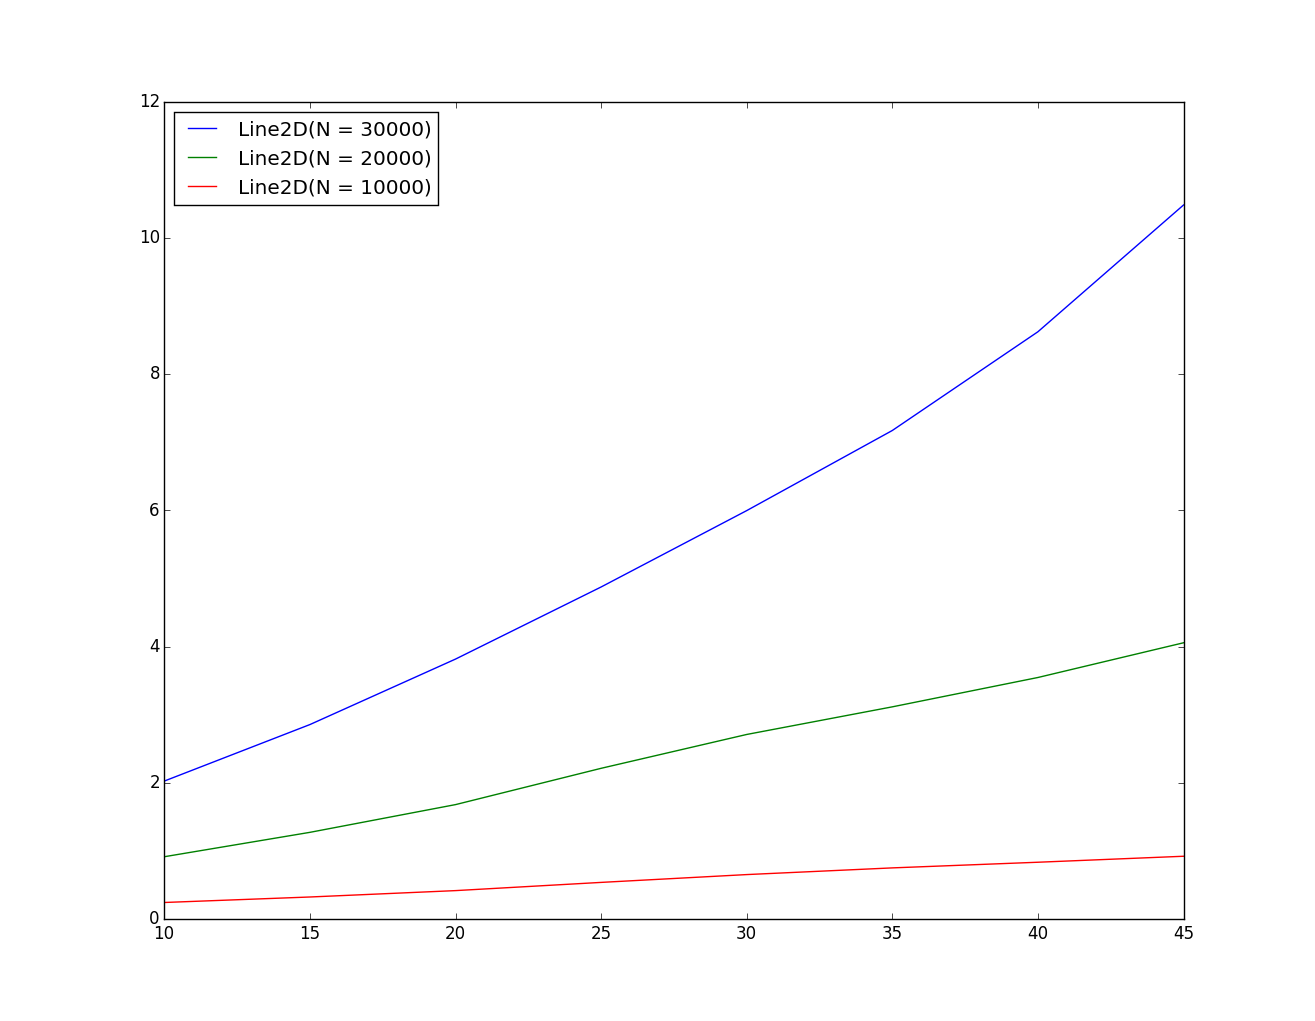 12
10
8
6
4
2
0
Line2D(N = 30000)
Line2D(N = 20000)
Line2D(N = 10000)
10 15 20 25 30 35 40 45